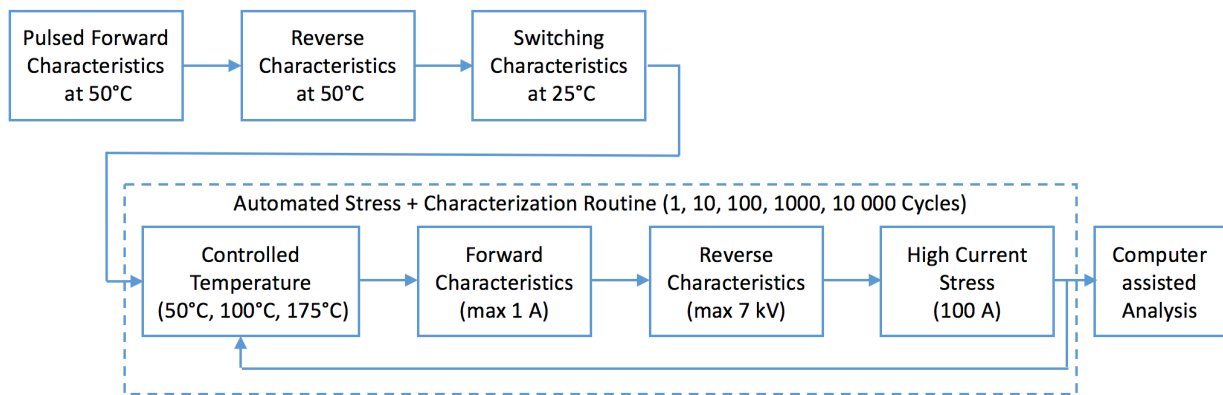 Pulsed Forward
Characteristics
at 50°C
Reverse
Characteristics
at 50°C
Switching
Characteristics
at 25°C
Automated Stress + Characterization Routine (1, 10, 100, 1000, 10 000 Cycles)
Controlled
Temperature
(50°C, 100°C, 175°C)
Forward
Characteristics
(max 1 A)
Reverse
Characteristics
(max 7 kV)
High Current
Stress
(100 A)
Computer
assisted
Analysis